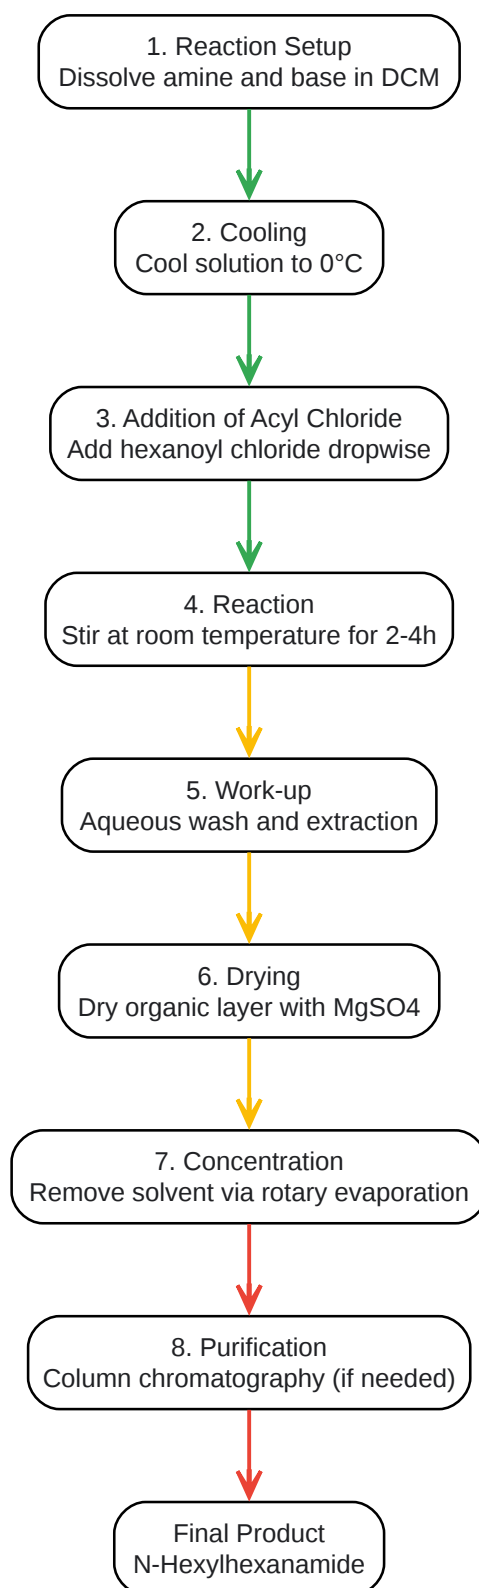 1. Reaction Setup
Dissolve amine and base in DCM
2. Cooling
Cool solution to 0°C
3. Addition of Acyl Chloride
Add hexanoyl chloride dropwise
4. Reaction
Stir at room temperature for 2-4h
5. Work-up
Aqueous wash and extraction
6. Drying
Dry organic layer with MgSO4
7. Concentration
Remove solvent via rotary evaporation
8. Purification
Column chromatography (if needed)
Final Product
N-Hexylhexanamide